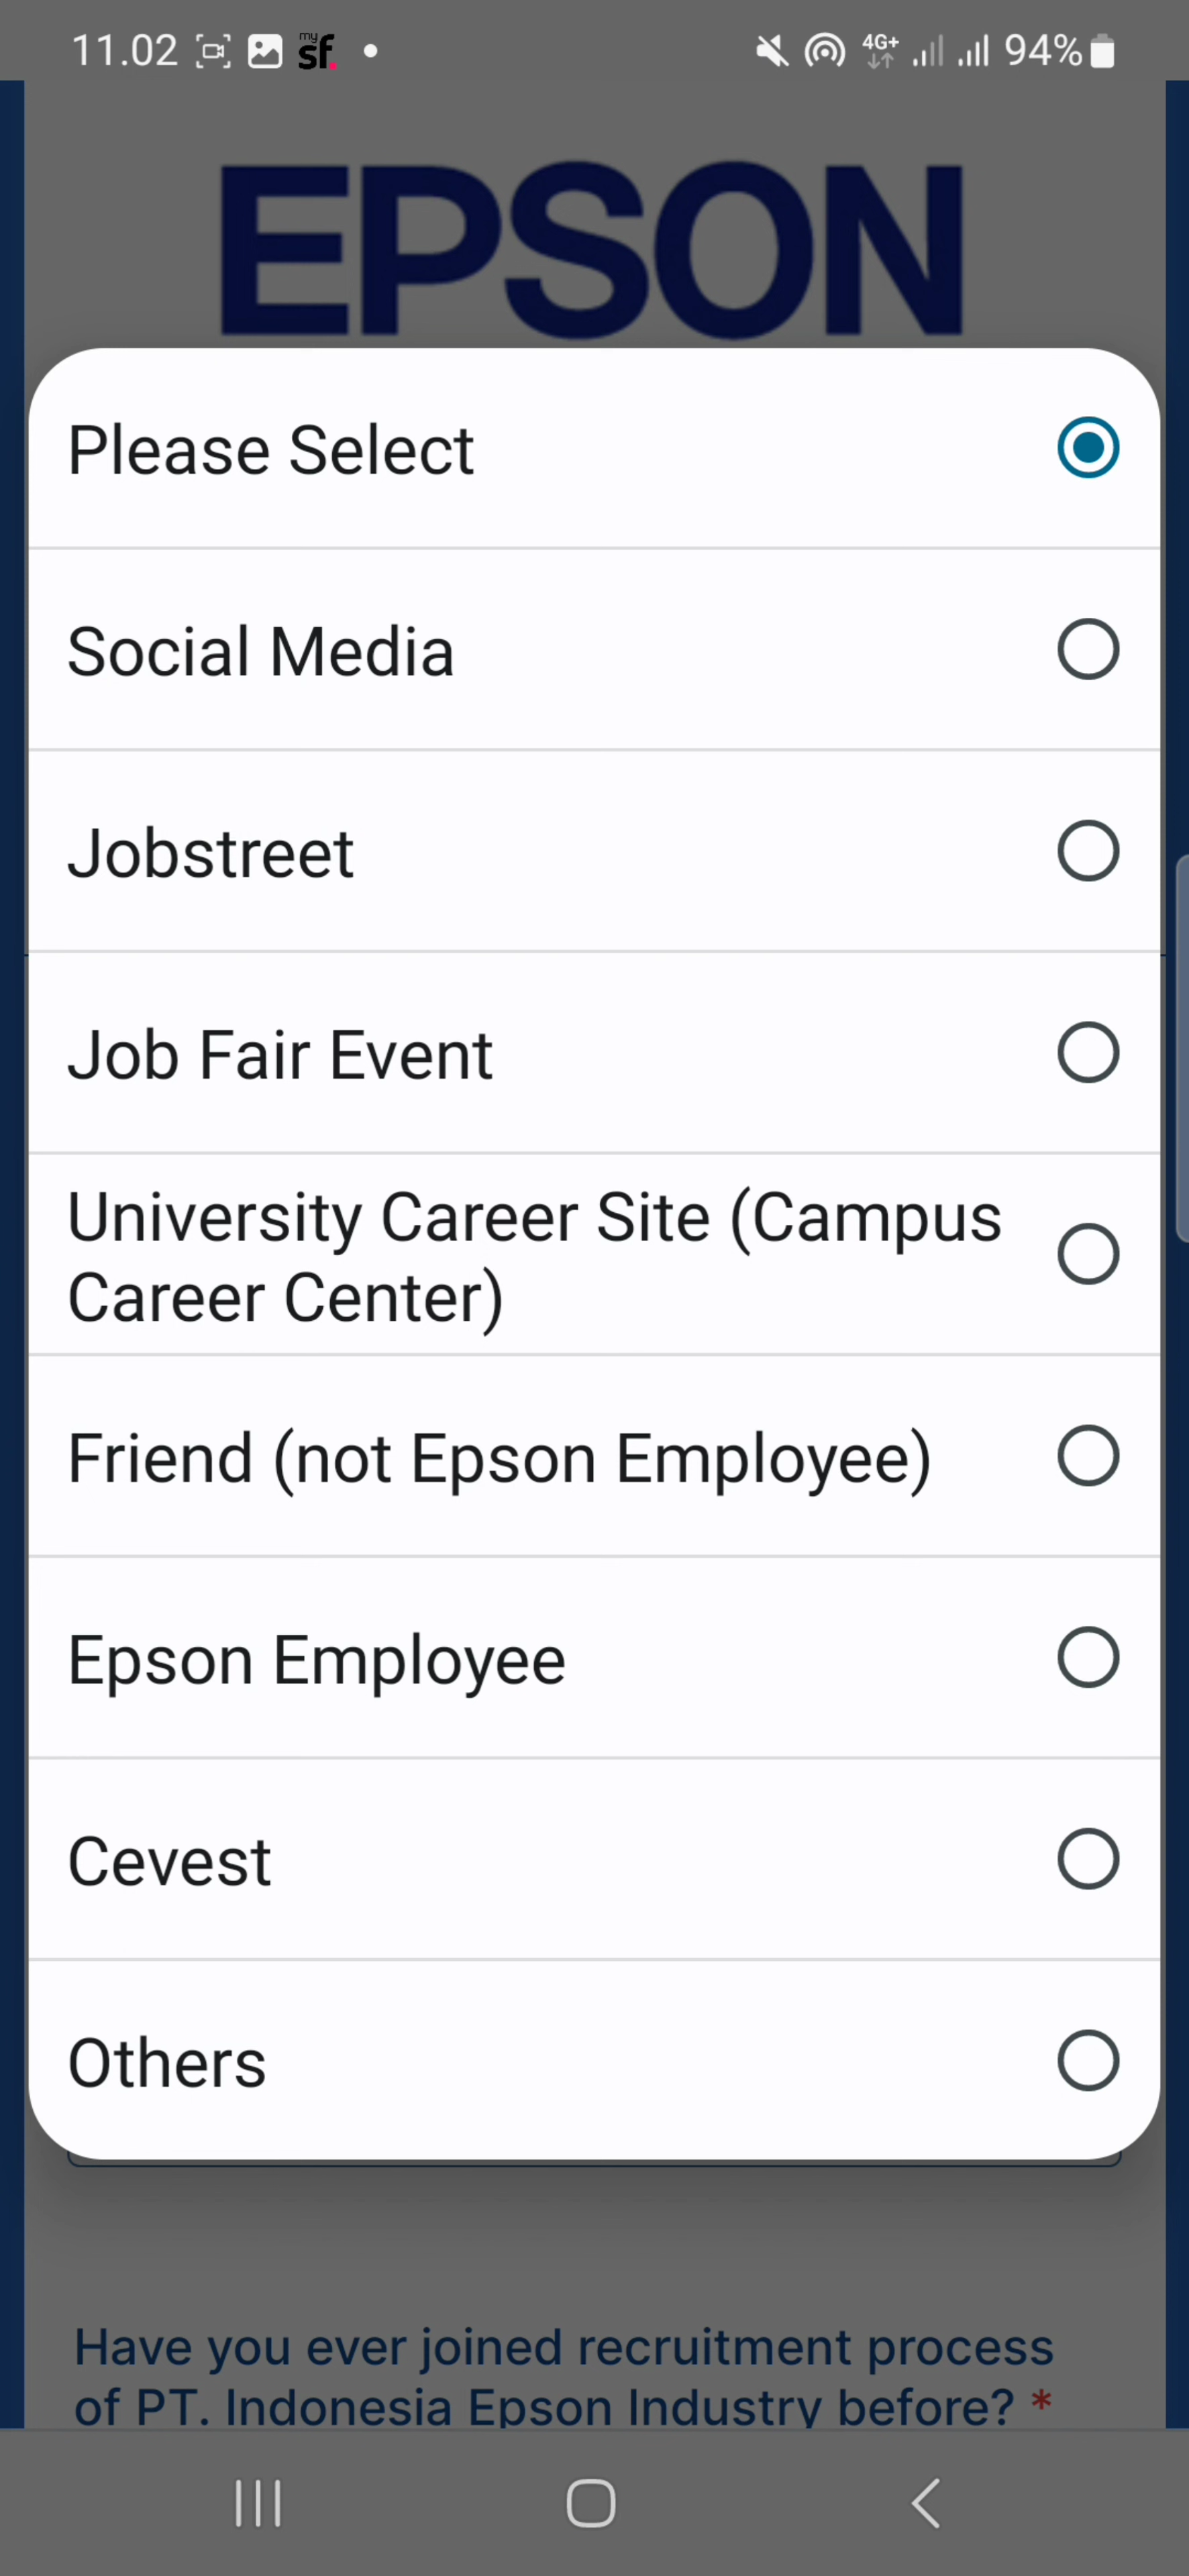 11.02 my sf. 4G+ 94%
EPSON
Please Select
Social Media
Jobstreet
Job Fair Event
University Career Site (Campus
Career Center)
Friend (not Epson Employee)
Epson Employee
Cevest
Others
Have you ever joined recruitment process
of PT. Indonesia Epson Industry before? *